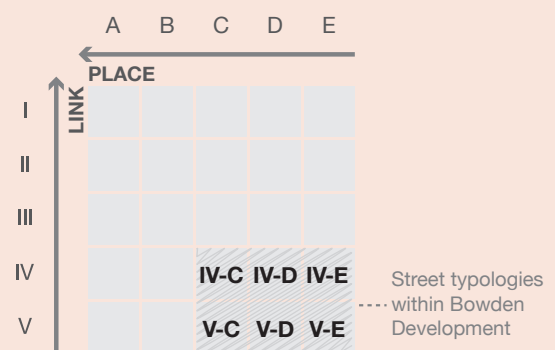 A B C D E
PLACE
LINK
I
II
III
IV
IV-C IV-D IV-E
V
V-C V-D V-E
Street typologies
within Bowden
Development